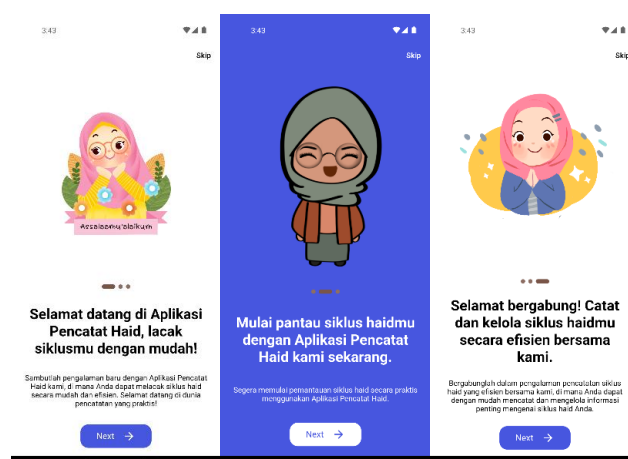 3:43
Skip
Assalaamu'alaikum
Selamat datang di Aplikasi
Pencatat Haid, lacak
siklusmu dengan mudah!
Sambutlah pengalaman baru dengan Aplikasi Pencatat
Haid kami, di mana Anda dapat melacak siklus haid
secara mudah dan efisien. Selamat datang di dunia
pencatatan yang praktis!
Next →
3:43
Skip
Mulai pantau siklus haidmu
dengan Aplikasi Pencatat
Haid kami sekarang.
Segera memulai pemantauan siklus haid secara praktis
menggunakan Aplikasi Pencatat Haid.
Next →
3:43
Skip
Selamat bergabung! Catat
dan kelola siklus haidmu
secara efisien bersama
kami.
Bergabunglah dalam pengalaman pencatatan siklus
haid yang efisien bersama kami, di mana Anda dapat
dengan mudah mencatat dan mengelola informasi
penting mengenai siklus haid Anda.
Next →